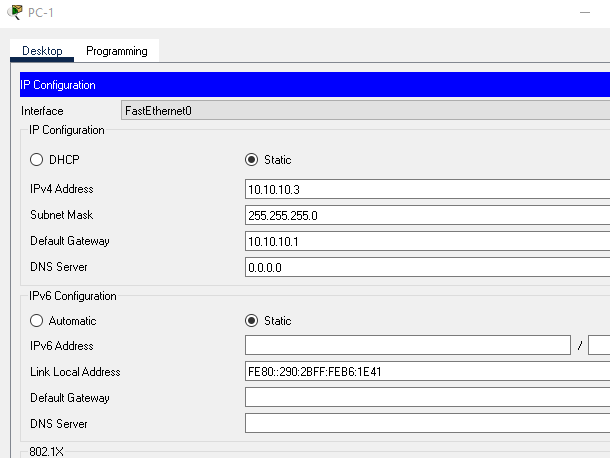 PC-1
Desktop Programming
IP Configuration
Interface FastEthernet0
IP Configuration
DHCP Static
IPv4 Address 10.10.10.3
Subnet Mask 255.255.255.0
Default Gateway 10.10.10.1
DNS Server 0.0.0.0
IPv6 Configuration
Automatic Static
IPv6 Address /
Link Local Address FE80::290:2BFF:FEB6:1E41
Default Gateway
DNS Server
802.1X